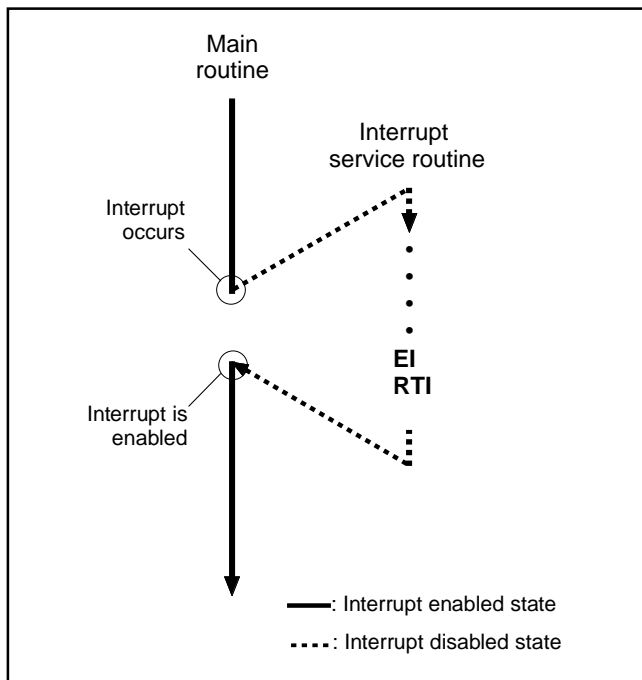 Main
routine
Interrupt
service routine
Interrupt
occurs
EI
RTI
Interrupt is
enabled
: Interrupt enabled state
: Interrupt disabled state